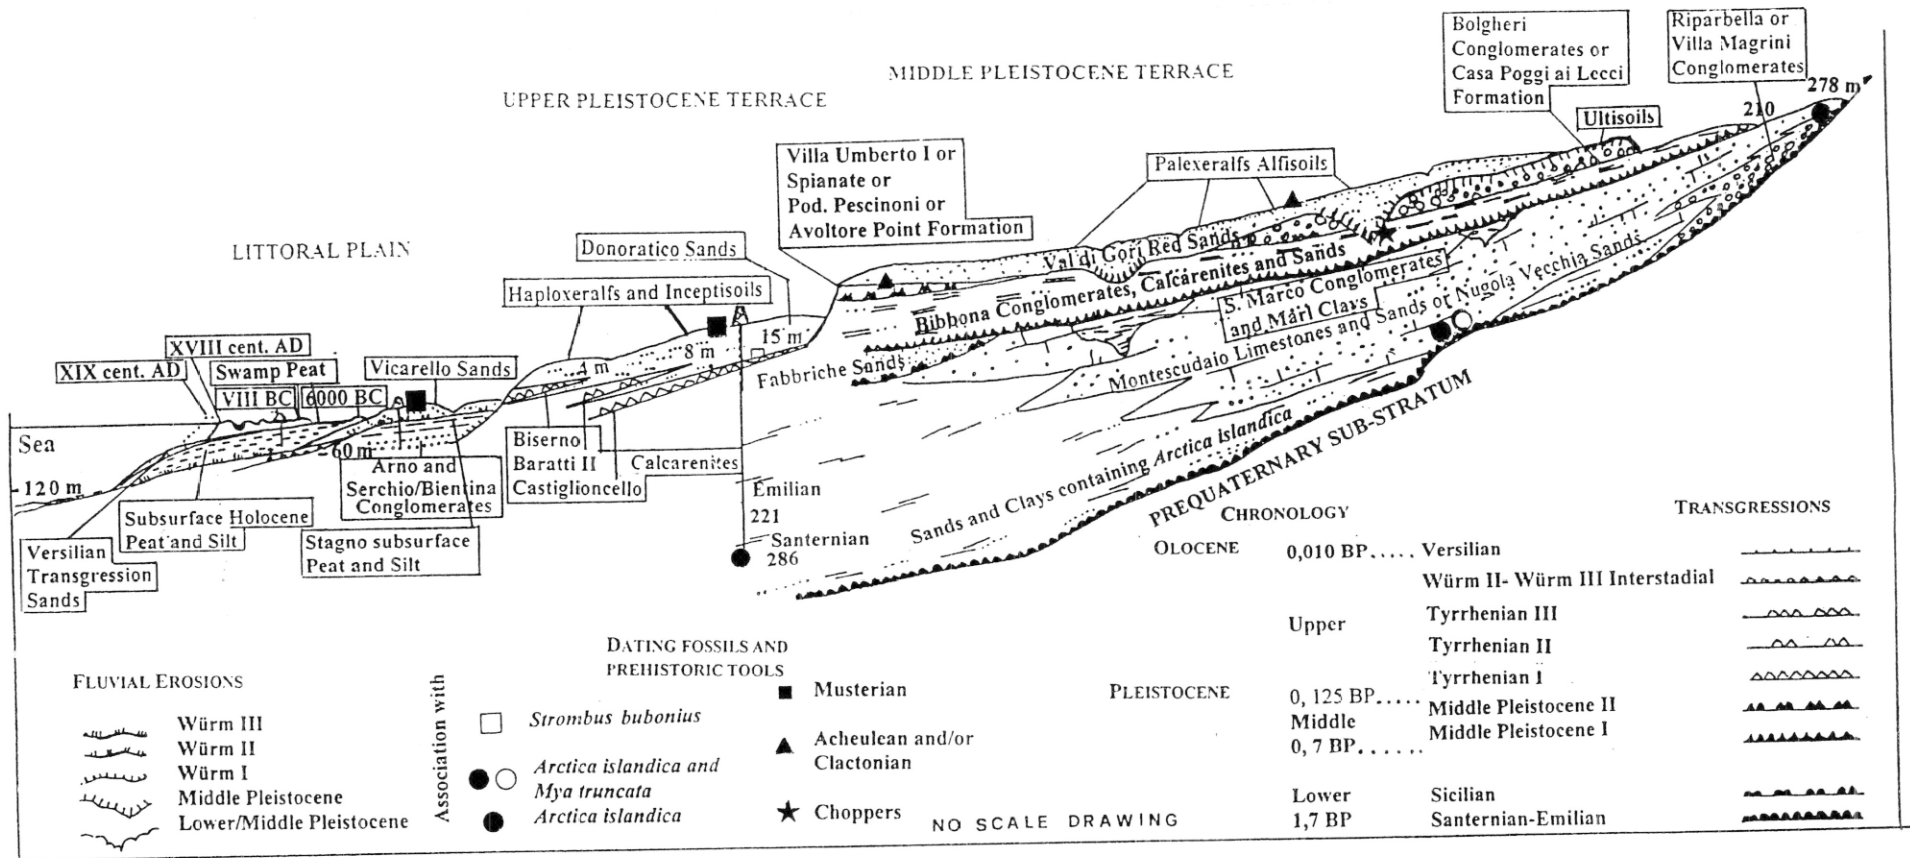 MIDDLE PLEISTOCENE TERRACE
UPPER PLEISTOCENE TERRACE
LITTORAL PLAIN
Bolgheri
Conglomerates or
Casa Poggi ai Lecci
Formation
Riparbella or
Villa Magrini
Conglomerates
278 m
210
Ultisoils
Palexeralfs Alfisoils
Villa Umberto I or
Spianate or
Pod. Pescinoni or
Avoltore Point Formation
Donoratico Sands
Haploxeralfs and Inceptisoils
XVIII cent. AD
XIX cent. AD
Swamp Peat
VIII BC
6000 BC
Vicarello Sands
15 m
8 m
4 m
Val di Gori Red Sands
Bibbona Conglomerates, Calcarenites and Sands
S. Marco Conglomerates
and Marl Clays
Fabbriche Sands
Montescudaio Limestones and Sands or Nugola Vecchia Sands
Sands and Clays containing Arctica islandica
PREQUATERNARY SUB-STRATUM
Sea
- 120 m
- 60 m
Arno and
Serchio/Bientina
Conglomerates
Biserno
Baratti II
Castiglioncello
Calcarenites
Emilian
221
Santernian
286
Versilian
Transgression
Sands
Subsurface Holocene
Peat and Silt
Stagno subsurface
Peat and Silt
FLUVIAL EROSIONS
Würm III
Würm II
Würm I
Middle Pleistocene
Lower/Middle Pleistocene
DATING FOSSILS AND
PREHISTORIC TOOLS
Association with
Strombus bubonius
Arctica islandica and
Mya truncata
Arctica islandica
Musterian
Acheulean and/or
Clactonian
Choppers
NO SCALE DRAWING
CHRONOLOGY
TRANSGRESSIONS
OLOCENE 0,010 BP..... Versilian
Würm II- Würm III Interstadial
Upper
Tyrrhenian III
Tyrrhenian II
Tyrrhenian I
PLEISTOCENE 0, 125 BP.....
Middle Pleistocene II
Middle
Middle Pleistocene I
0, 7 BP......
Lower Sicilian
1,7 BP Santernian-Emilian